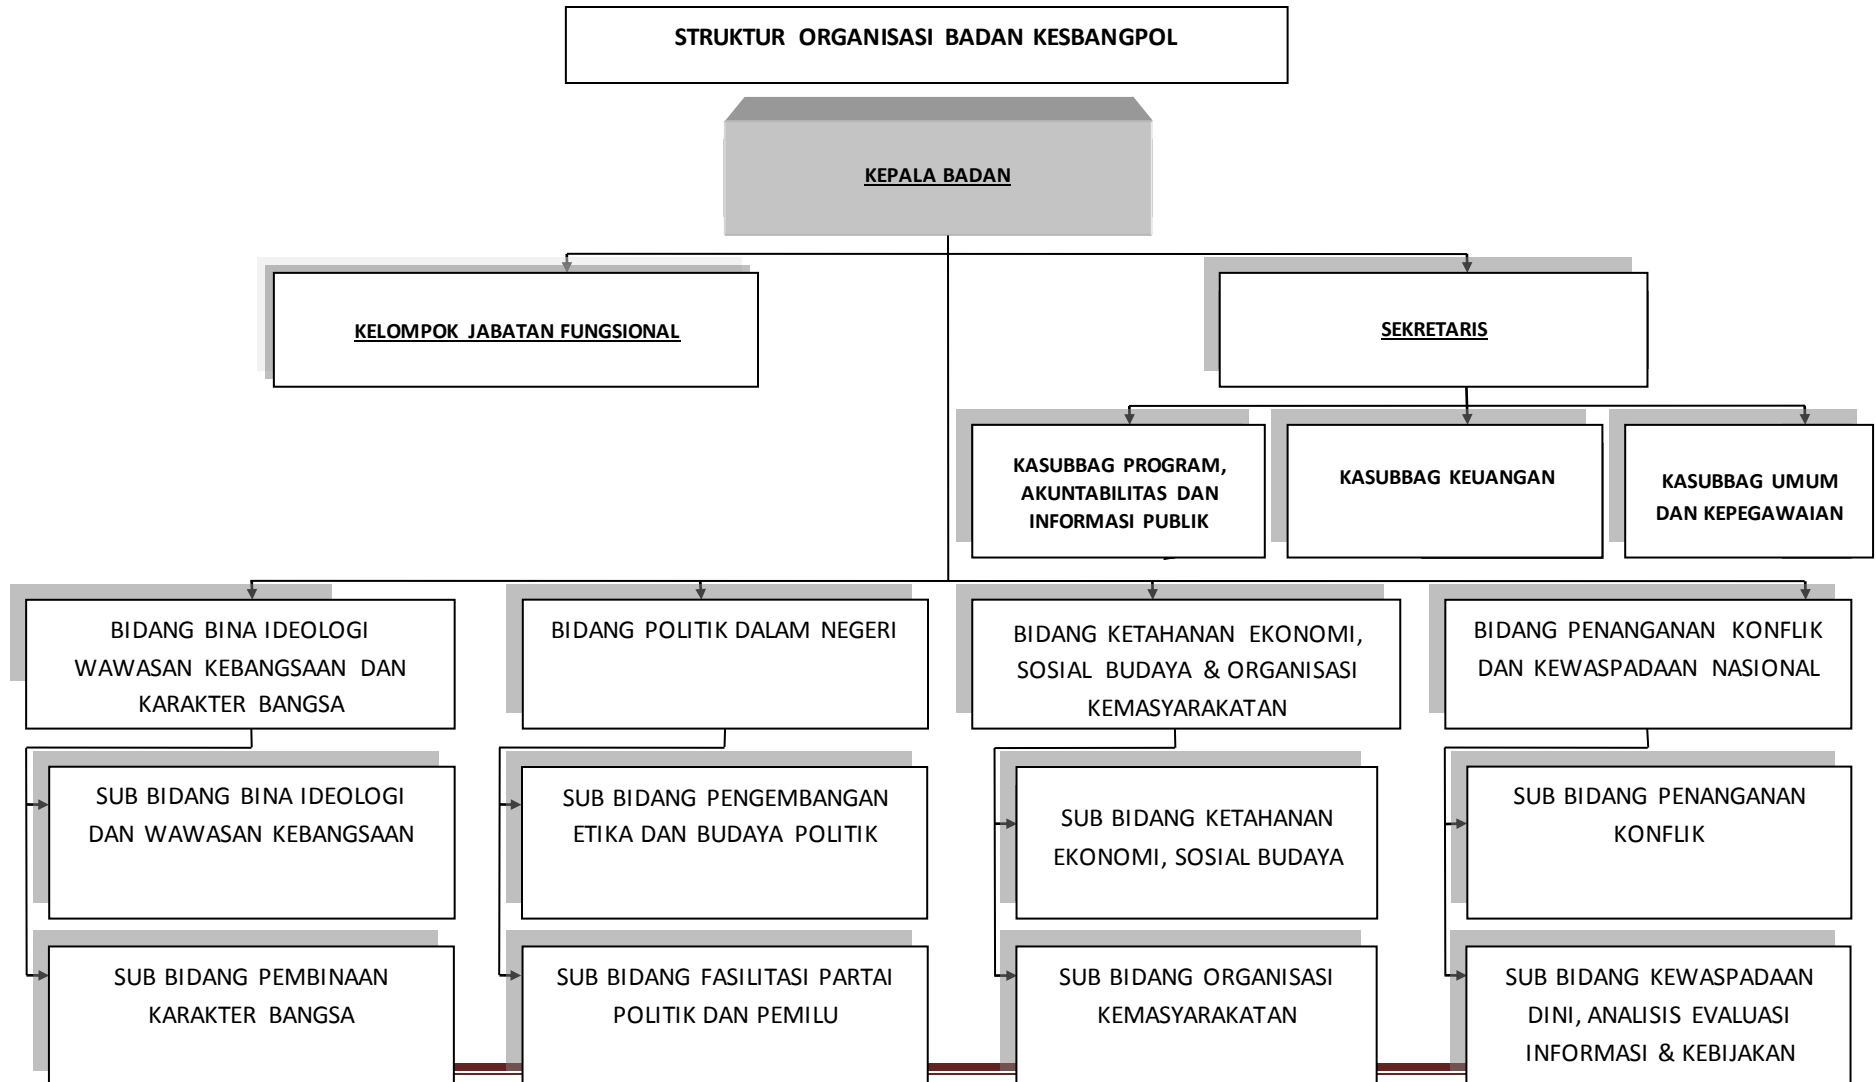 STRUKTUR ORGANISASI BADAN KESBANGPOL
KEPALA BADAN
KELOMPOK JABATAN FUNGSIONAL
SEKRETARIS
KASUBBAG PROGRAM,
AKUNTABILITAS DAN
INFORMASI PUBLIK
KASUBBAG KEUANGAN
KASUBBAG UMUM
DAN KEPEGAWAIAN
BIDANG BINA IDEOLOGI
WAWASAN KEBANGSAAN DAN
KARAKTER BANGSA
BIDANG POLITIK DALAM NEGERI
BIDANG KETAHANAN EKONOMI,
SOSIAL BUDAYA & ORGANISASI
KEMASYARAKATAN
BIDANG PENANGANAN KONFLIK
DAN KEWASPADAAN NASIONAL
SUB BIDANG BINA IDEOLOGI
DAN WAWASAN KEBANGSAAN
SUB BIDANG PENGEMBANGAN
ETIKA DAN BUDAYA POLITIK
SUB BIDANG KETAHANAN
EKONOMI, SOSIAL BUDAYA
SUB BIDANG PENANGANAN
KONFLIK
SUB BIDANG PEMBINAAN
KARAKTER BANGSA
SUB BIDANG FASILITASI PARTAI
POLITIK DAN PEMILU
SUB BIDANG ORGANISASI
KEMASYARAKATAN
SUB BIDANG KEWASPADAAN
DINI, ANALISIS EVALUASI
INFORMASI & KEBIJAKAN